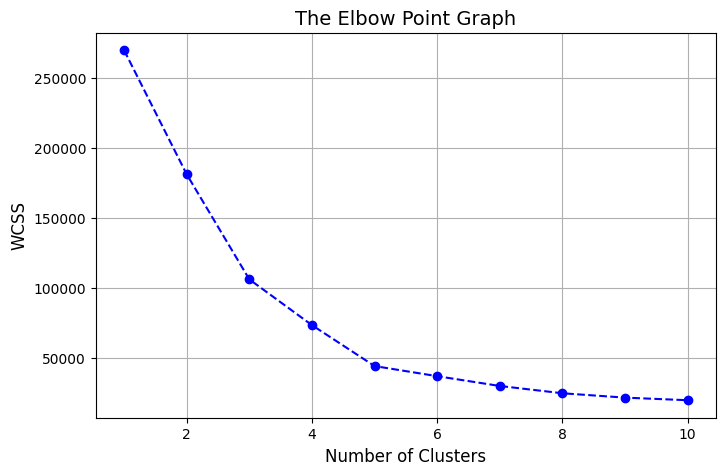 The Elbow Point Graph
WCSS
250000
200000
150000
100000
50000
2 4 6 8 10
Number of Clusters